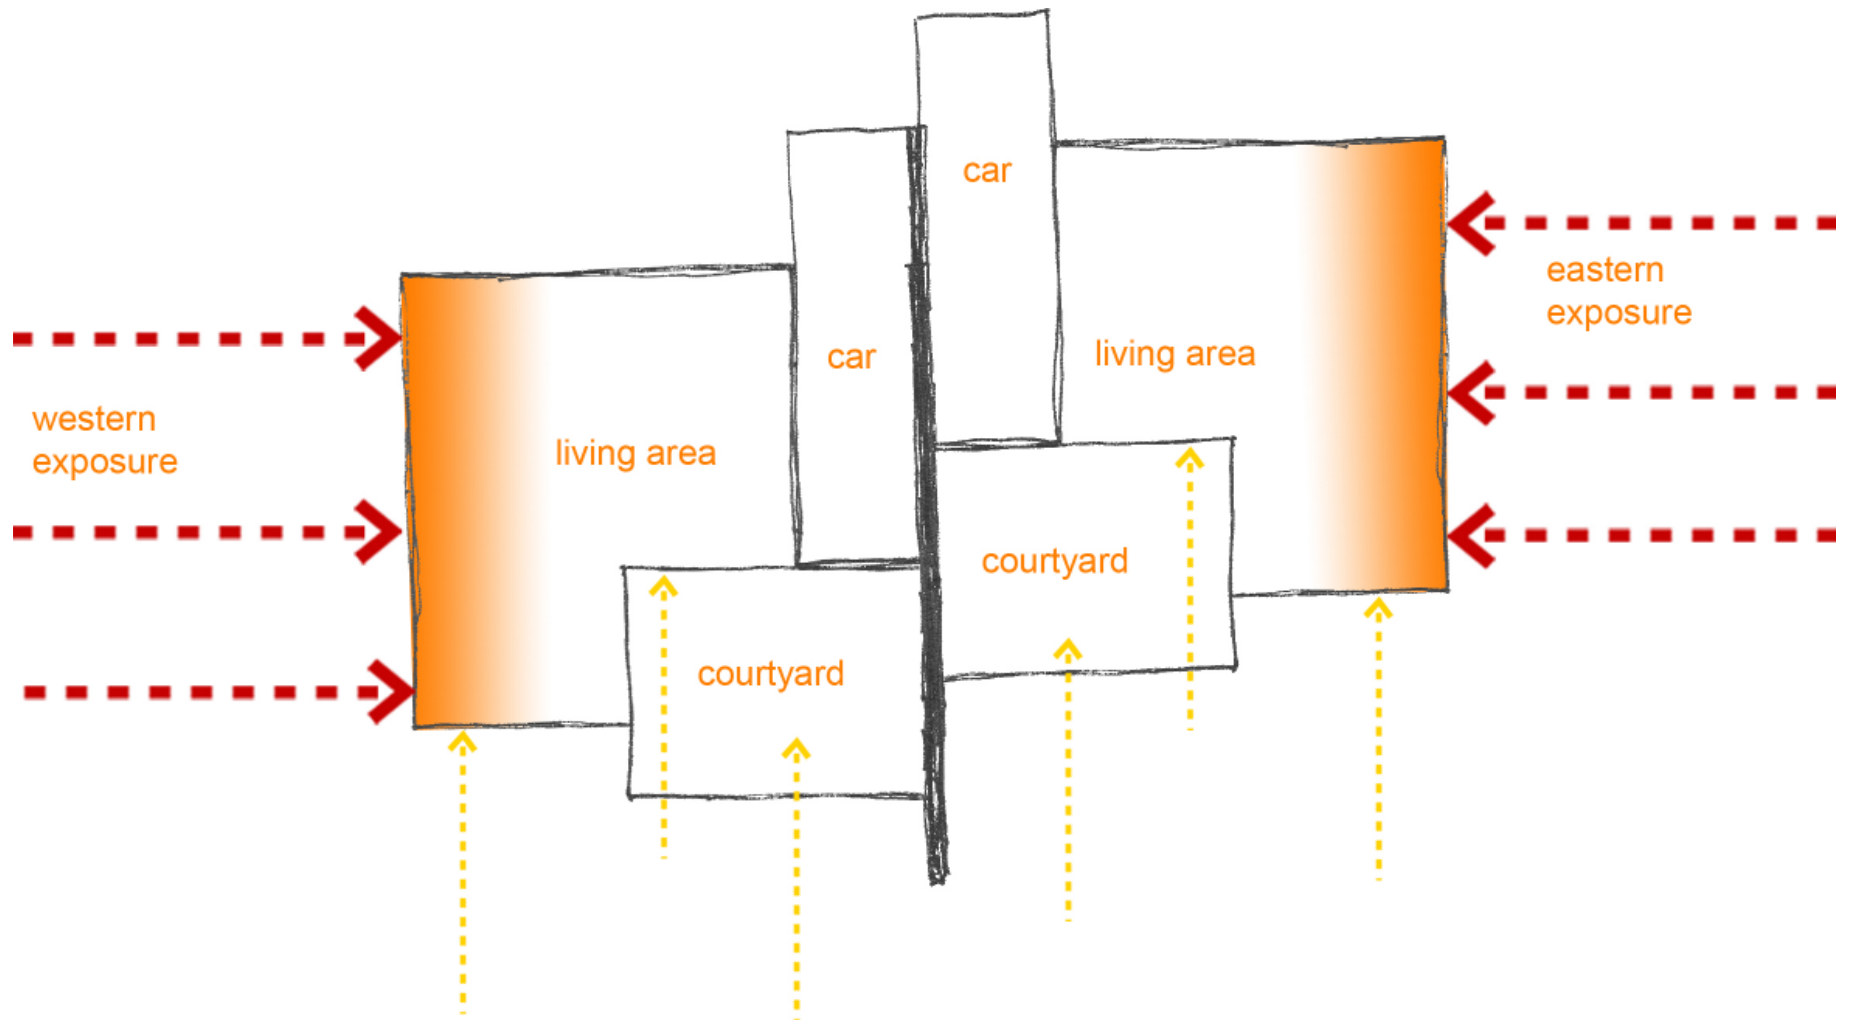 car
eastern
exposure
car
living area
western
exposure
living area
courtyard
courtyard